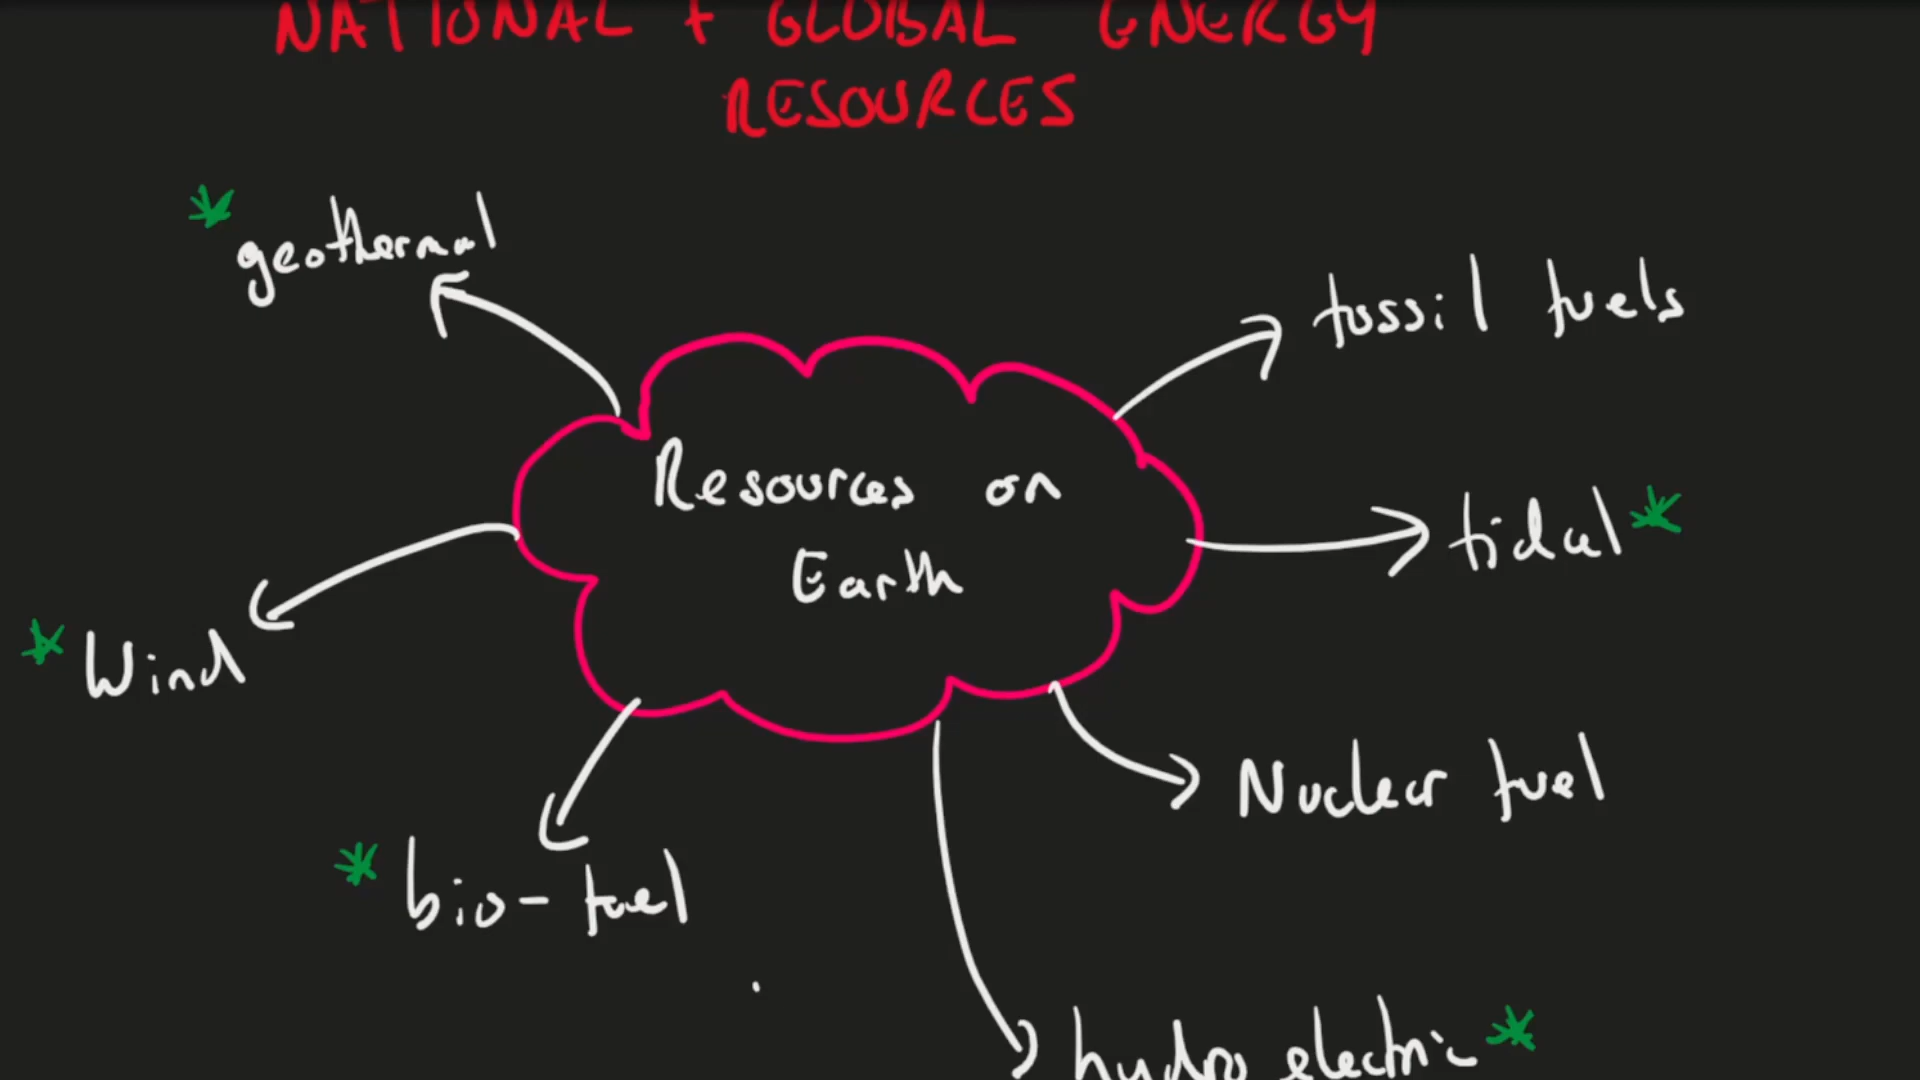 NATIONAL + GLOBAL ENERGY
RESOURCES
* geothermal
fossil fuels
Resources on
Earth
tidal *
* Wind
Nuclear fuel
* bio-fuel
hydro electric *